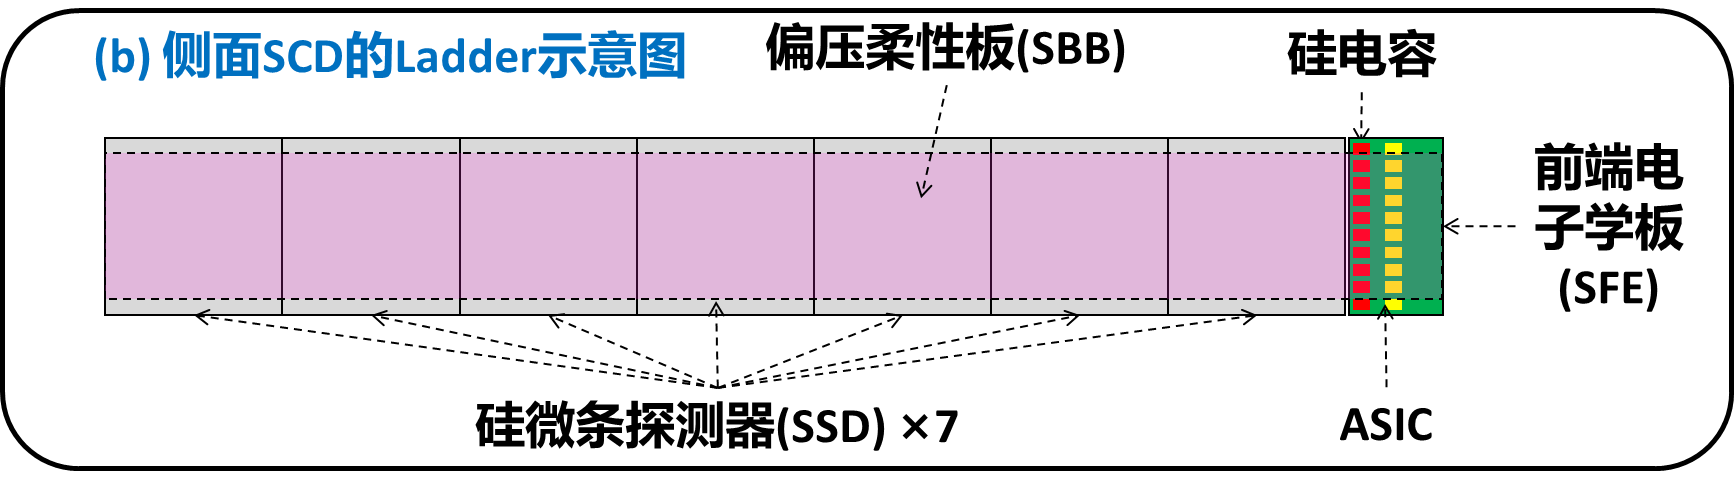 (b) 侧面SCD的Ladder示意图
偏压柔性板(SBB)
硅电容
前端电
子学板
(SFE)
硅微条探测器(SSD) ×7
ASIC